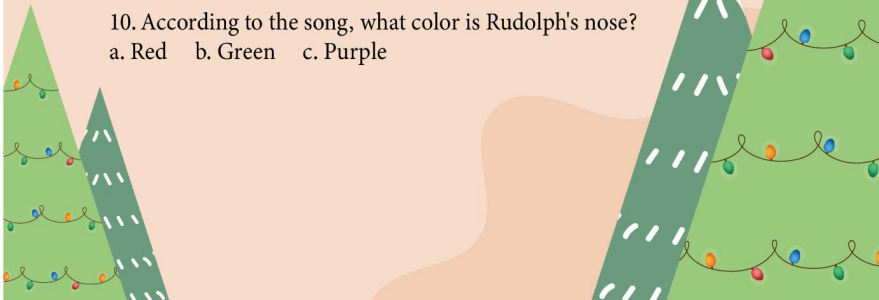 10. According to the song, what color is Rudolph's nose?
a. Red b. Green c. Purple